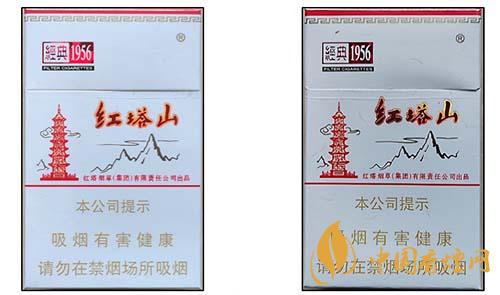 經典 1956
FILTER CIGARETTES
®
红塔山
红塔烟草(集团)有限责任公司出品
本公司提示
吸烟有害健康
请勿在禁烟场所吸烟
經典 1956
FILTER CIGARETTES
®
红塔山
红塔烟草(集团)有限责任公司出品
本公司提示
吸烟有害健康
请勿在禁烟场所吸烟
中国香烟网